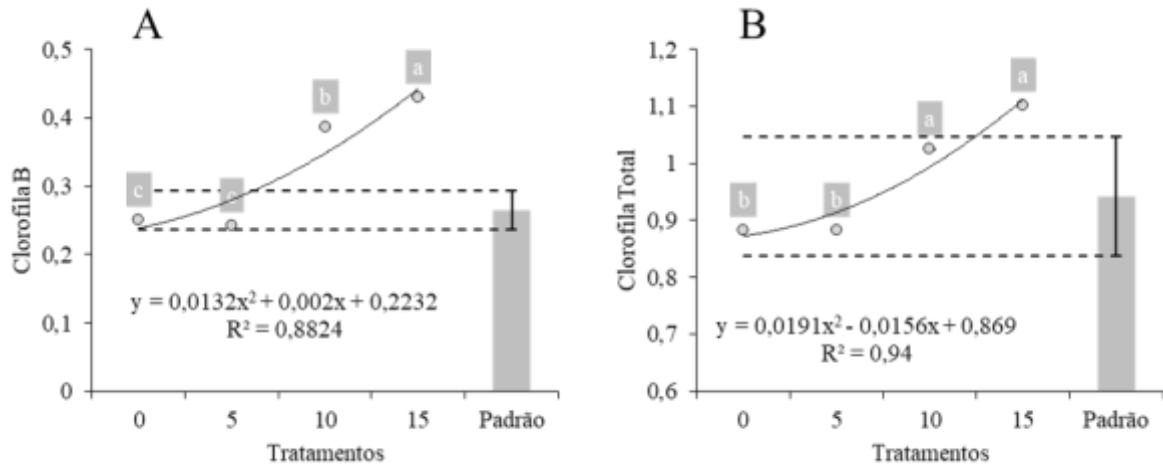 A
0,5
0,4
0,3
0,2
0,1
0
Clorofila B
c
c
b
a
y = 0,0132x² + 0,002x + 0,2232
R² = 0,8824
0 5 10 15 Padrão
Tratamentos
B
1,2
1,1
1
0,9
0,8
0,7
0,6
Clorofila Total
b
b
a
a
y = 0,0191x² - 0,0156x + 0,869
R² = 0,94
0 5 10 15 Padrão
Tratamentos